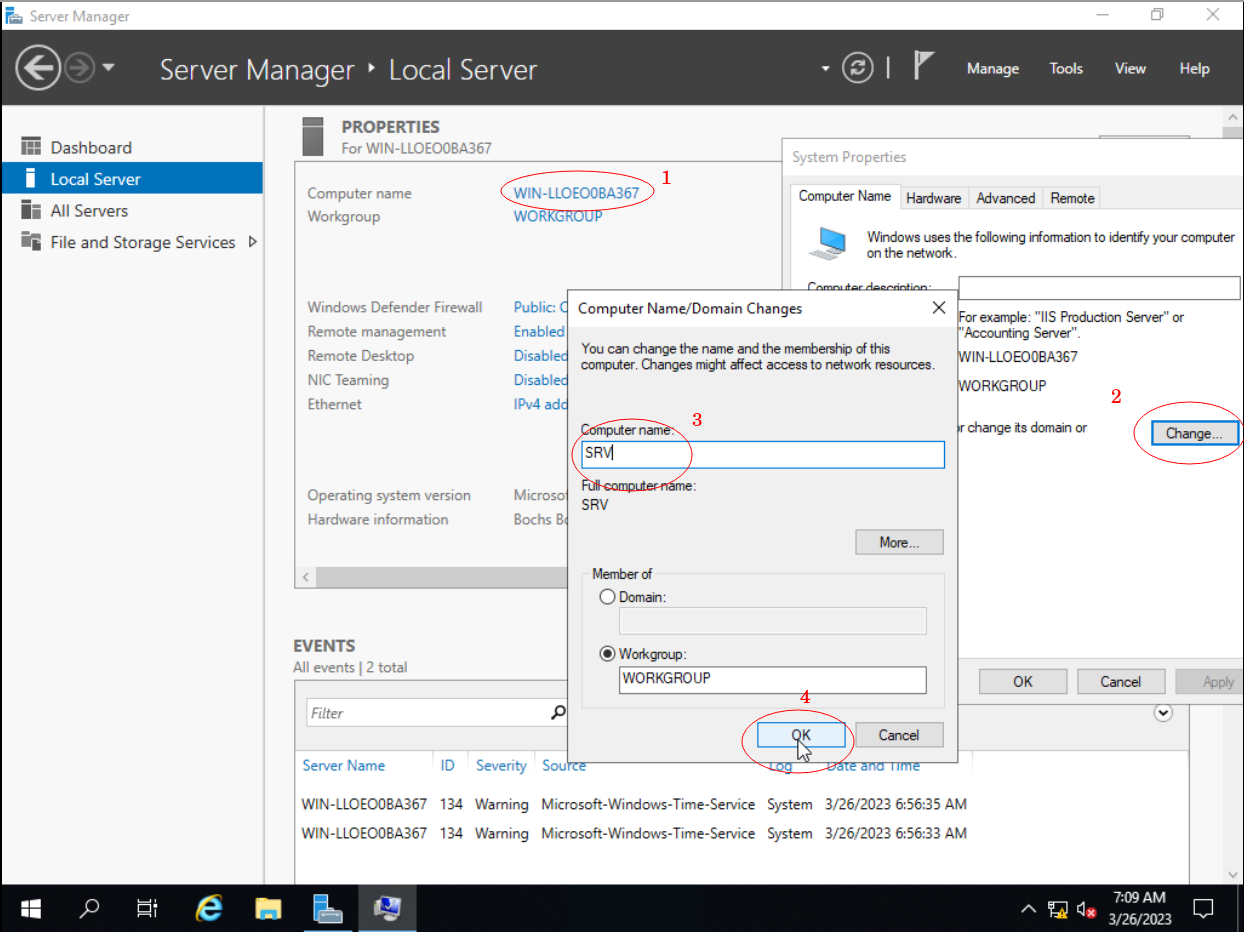 Server Manager
Server Manager ‣ Local Server
Manage Tools View Help
Dashboard
Local Server
All Servers
File and Storage Services
PROPERTIES
For WIN-LLOEO0BA367
Computer name WIN-LLOEO0BA367 1
Workgroup WORKGROUP
Windows Defender Firewall Public:
Remote management Enabled
Remote Desktop Disabled
NIC Teaming Disabled
Ethernet IPv4 add
Operating system version Microsof
Hardware information Bochs Bo
System Properties
Computer Name Hardware Advanced Remote
Windows uses the following information to identify your computer
on the network.
Computer description:
For example: "IIS Production Server" or
"Accounting Server".
WIN-LLOEO0BA367
WORKGROUP
2
or change its domain or
Change...
OK Cancel Apply
Computer Name/Domain Changes
You can change the name and the membership of this
computer. Changes might affect access to network resources.
3
Computer name:
SRV
Full computer name:
SRV
More...
Member of
Domain:
Workgroup:
WORKGROUP
4
OK Cancel
EVENTS
All events | 2 total
Filter
Server Name ID Severity Source Log Date and Time
WIN-LLOEO0BA367 134 Warning Microsoft-Windows-Time-Service System 3/26/2023 6:56:35 AM
WIN-LLOEO0BA367 134 Warning Microsoft-Windows-Time-Service System 3/26/2023 6:56:33 AM
7:09 AM
3/26/2023